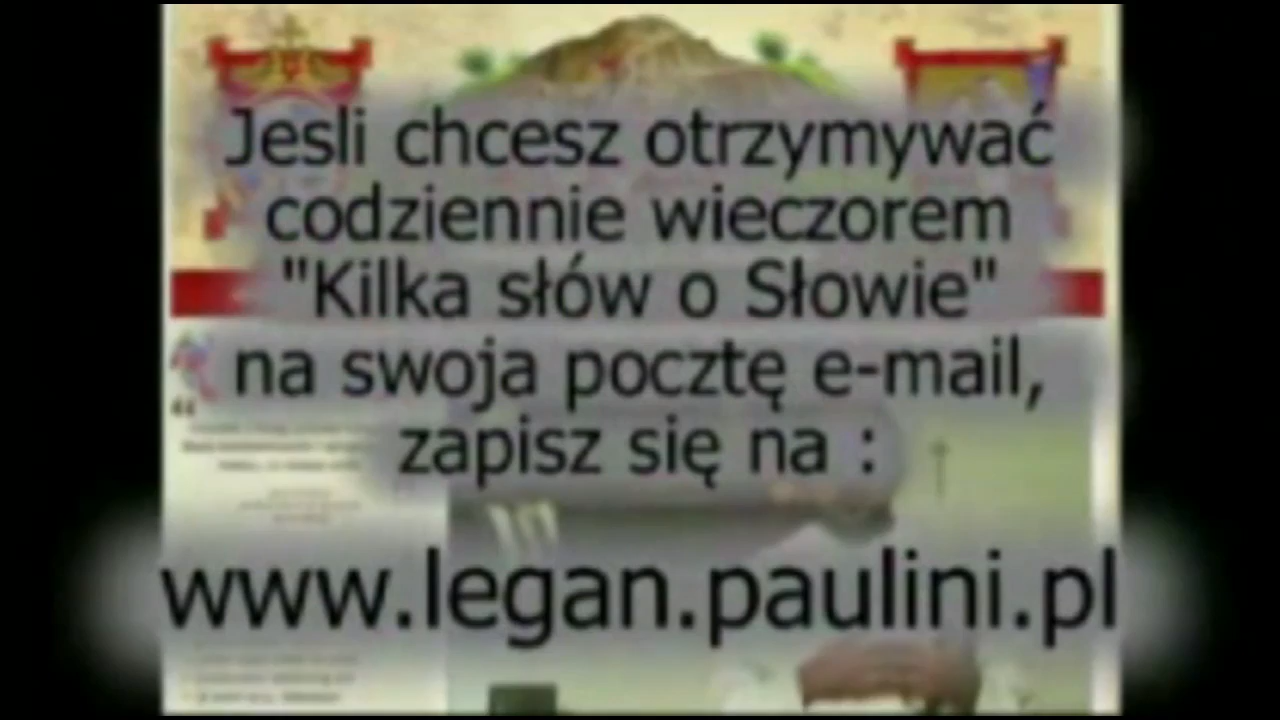 Jesli chcesz otrzymywać
codziennie wieczorem
"Kilka słów o Słowie"
na swoja pocztę e-mail,
zapisz się na :
www.legan.paulini.pl